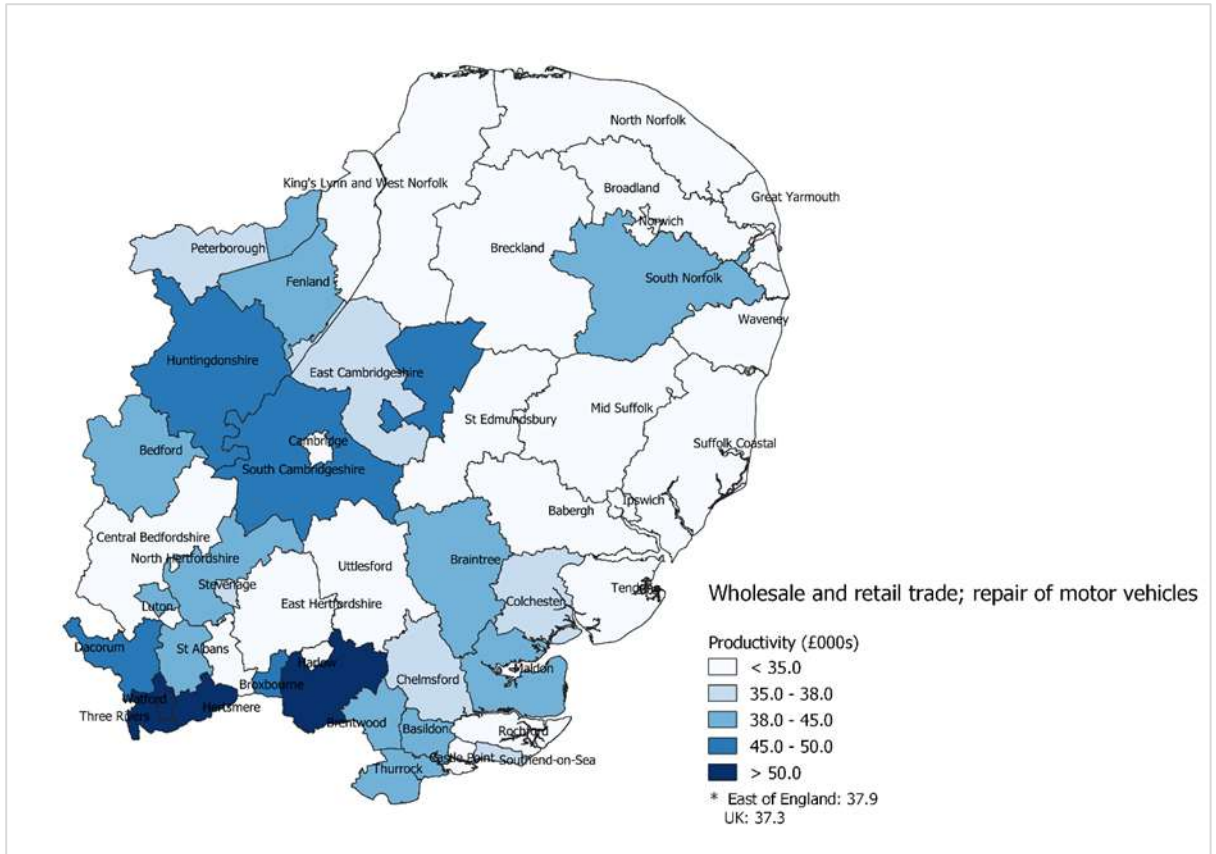 North Norfolk
King's Lynn and West Norfolk
Broadland
Great Yarmouth
Norwich
Peterborough
Breckland
Fenland
South Norfolk
Waveney
Huntingdonshire
East Cambridgeshire
Mid Suffolk
St Edmundsbury
Cambridge
Suffolk Coastal
Bedford
South Cambridgeshire
Ipswich
Babergh
Central Bedfordshire
North Hertfordshire
Braintree
Uttlesford
Stevenage
Colchester
Luton
East Hertfordshire
Dacorum
St Albans
Harlow
Maldon
Broxbourne
Chelmsford
Watford
Three Rivers
Hertsmere
Brentwood
Basildon
Rochford
Castle Point
Southend-on-Sea
Thurrock
Wholesale and retail trade; repair of motor vehicles
Productivity (£000s)
< 35.0
35.0 - 38.0
38.0 - 45.0
45.0 - 50.0
> 50.0
* East of England: 37.9
UK: 37.3